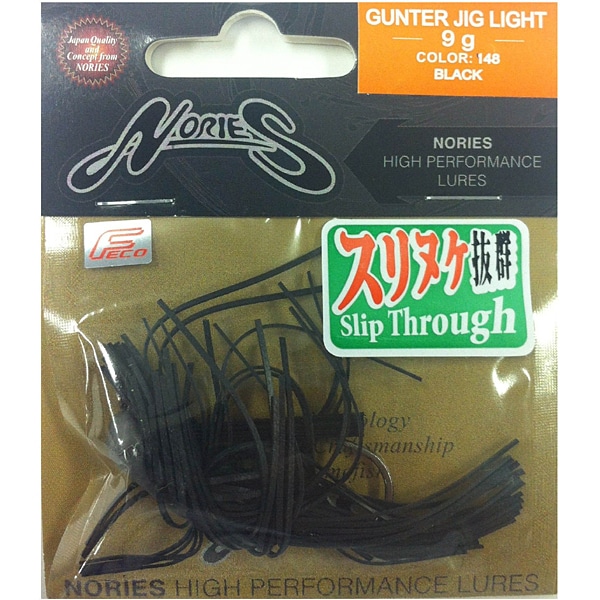 Japan Quality
and
Concept from
NORIES
GUNTER JIG LIGHT
9 g
COLOR: 148
BLACK
NORIES
NORIES
HIGH PERFORMANCE
LURES
FECO
スリヌケ抜群
Slip Through
NORIES HIGH PERFORMANCE LURES